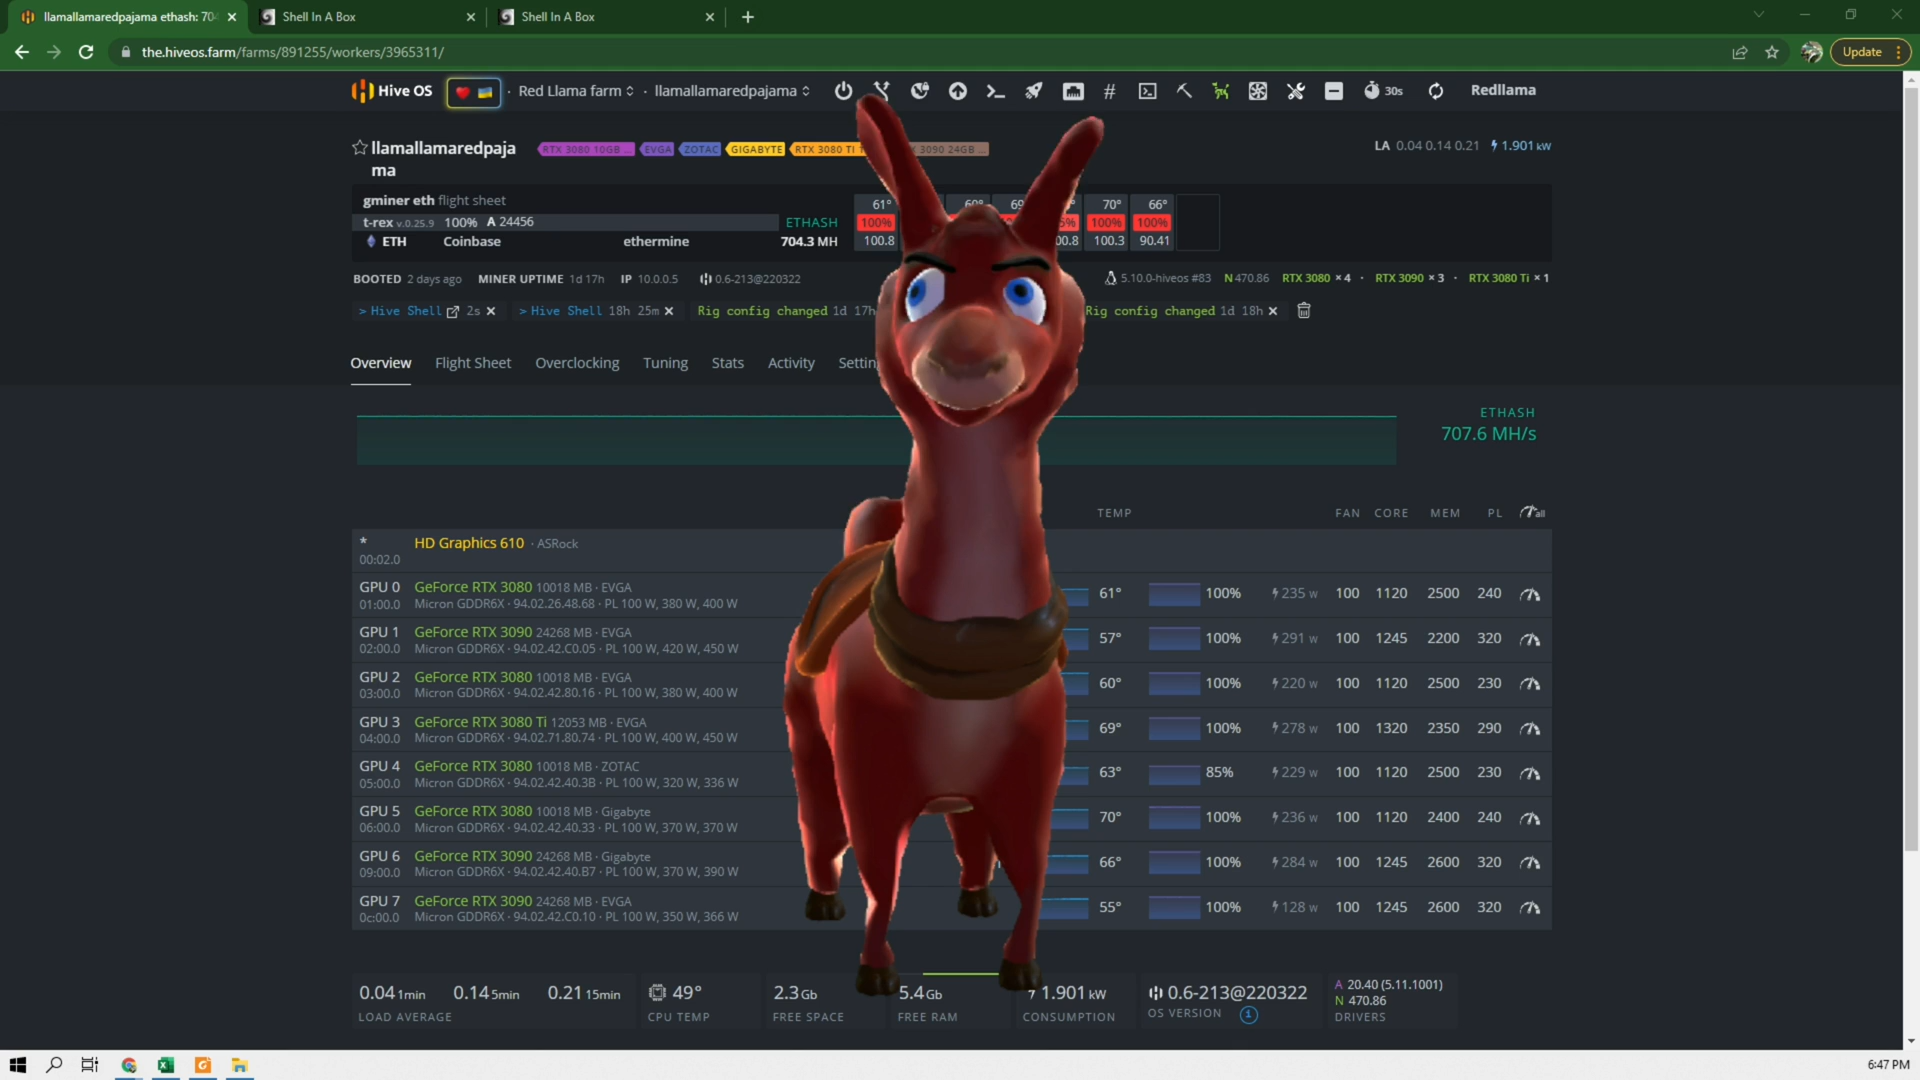 llamallamaredpajama ethash: 704
Shell In A Box
Shell In A Box
the.hiveos.farm/farms/891255/workers/3965311/
Update
Hive OS
Red Llama farm
llamallamaredpajama
30s
Redllama
llamallamaredpaja
ma
RTX 3080 10GB ...
EVGA
ZOTAC
GIGABYTE
RTX 3080 TI 1
3090 24GB ...
LA 0.04 0.14 0.21 1.901 kW
gminer eth flight sheet
t-rex v.0.25.9 100% A 24456 ETHASH
ETH Coinbase ethermine 704.3 MH
61° 70° 66°
100% 100% 100%
100.8 00.8 100.3 90.41
BOOTED 2 days ago MINER UPTIME 1d 17h IP 10.0.0.5 0.6-213@220322
5.10.0-hiveos #83 N 470.86 RTX 3080 × 4 · RTX 3090 × 3 · RTX 3080 Ti × 1
> Hive Shell 2s × > Hive Shell 18h 25m × Rig config changed 1d 17h Rig config changed 1d 18h ×
Overview Flight Sheet Overclocking Tuning Stats Activity Settin
ETHASH
707.6 MH/s
TEMP FAN CORE MEM PL all
* HD Graphics 610 · ASRock
00:02.0
GPU 0 GeForce RTX 3080 10018 MB · EVGA 61° 100% 235 W 100 1120 2500 240
01:00.0 Micron GDDR6X · 94.02.26.48.68 · PL 100 W, 380 W, 400 W
GPU 1 GeForce RTX 3090 24268 MB · EVGA 57° 100% 291 W 100 1245 2200 320
02:00.0 Micron GDDR6X · 94.02.42.C0.05 · PL 100 W, 420 W, 450 W
GPU 2 GeForce RTX 3080 10018 MB · EVGA 60° 100% 220 W 100 1120 2500 230
03:00.0 Micron GDDR6X · 94.02.42.80.16 · PL 100 W, 380 W, 400 W
GPU 3 GeForce RTX 3080 Ti 12053 MB · EVGA 69° 100% 278 W 100 1320 2350 290
04:00.0 Micron GDDR6X · 94.02.71.80.74 · PL 100 W, 400 W, 450 W
GPU 4 GeForce RTX 3080 10018 MB · ZOTAC 63° 85% 229 W 100 1120 2500 230
05:00.0 Micron GDDR6X · 94.02.42.40.3B · PL 100 W, 320 W, 336 W
GPU 5 GeForce RTX 3080 10018 MB · Gigabyte 70° 100% 236 W 100 1120 2400 240
06:00.0 Micron GDDR6X · 94.02.42.40.33 · PL 100 W, 370 W, 370 W
GPU 6 GeForce RTX 3090 24268 MB · Gigabyte 66° 100% 284 W 100 1245 2600 320
09:00.0 Micron GDDR6X · 94.02.42.40.B7 · PL 100 W, 370 W, 390 W
GPU 7 GeForce RTX 3090 24268 MB · EVGA 55° 100% 128 W 100 1245 2600 320
0c:00.0 Micron GDDR6X · 94.02.42.C0.10 · PL 100 W, 350 W, 366 W
0.04 1min 0.14 5min 0.21 15min
LOAD AVERAGE
49°
CPU TEMP
2.3 Gb
FREE SPACE
5.4 Gb
FREE RAM
1.901 kW
CONSUMPTION
0.6-213@220322
OS VERSION
A 20.40 (5.11.1001)
N 470.86
DRIVERS
6:47 PM